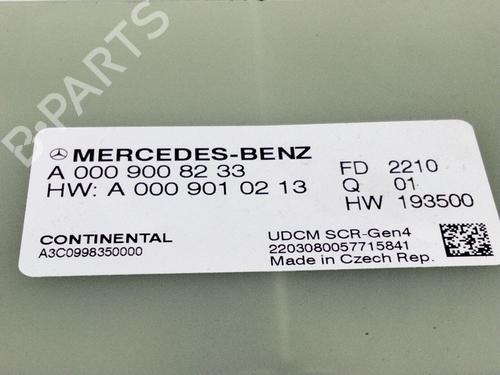 MERCEDES-BENZ
A 000 900 82 33
HW: A 000 901 02 13
FD 2210
Q 01
HW 193500
CONTINENTAL
A3C0998350000
UDCM SCR-Gen4
2203080057715841
Made in Czech Rep.
B-PARTS